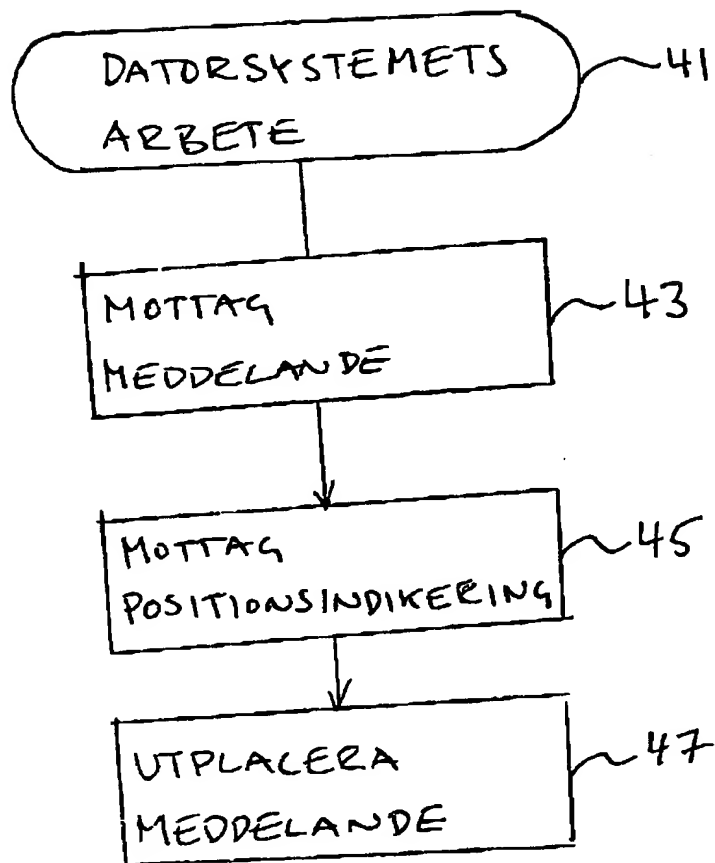 DATORSYSTEMETS
ARBETE
41
MOTTAG
MEDDELANDE
43
MOTTAG
POSITIONSINDIKERING
45
UTPLACERA
MEDDELANDE
47